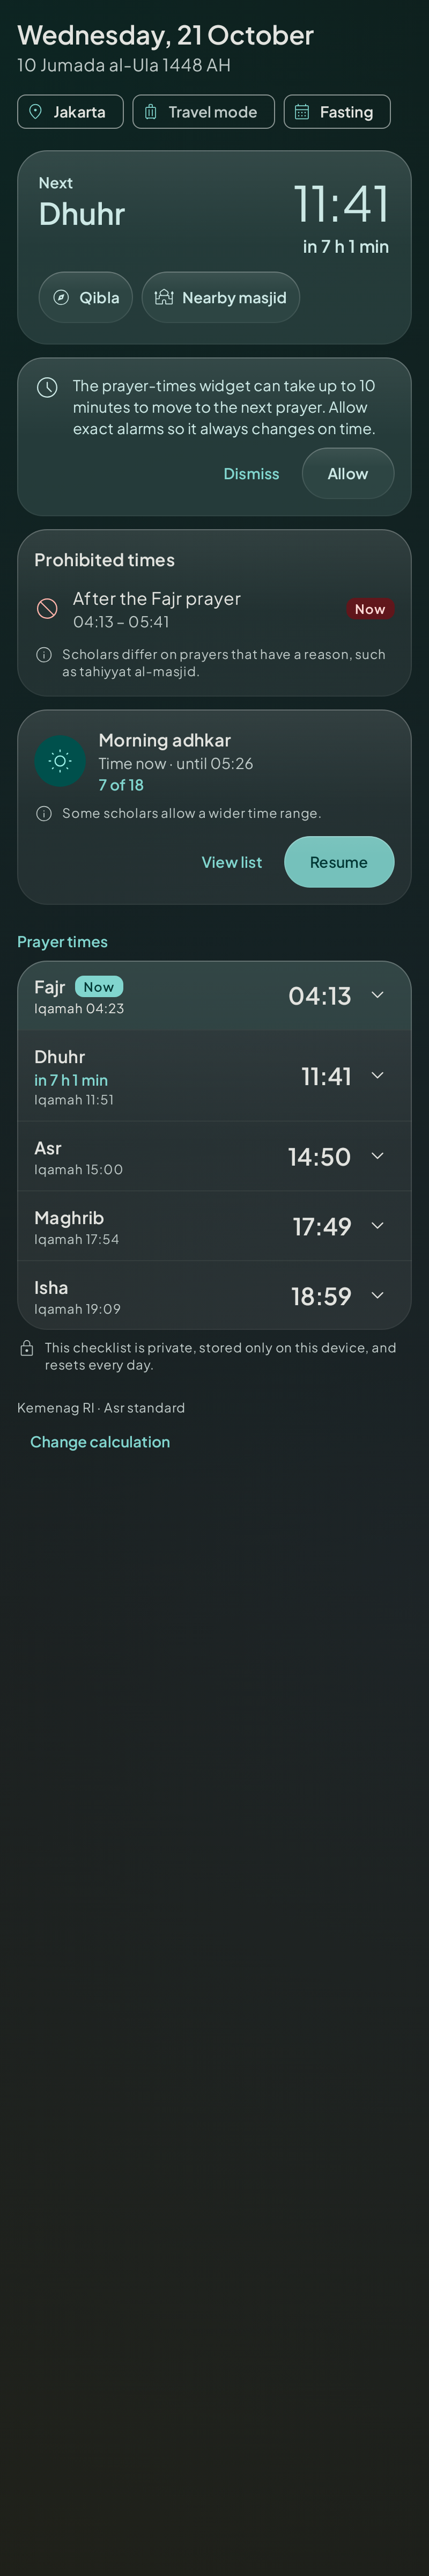 Wednesday, 21 October
10 Jumada al-Ula 1448 AH
Jakarta
Travel mode
Fasting
Next
Dhuhr
11:41
in 7 h 1 min
Qibla
Nearby masjid
The prayer-times widget can take up to 10
minutes to move to the next prayer. Allow
exact alarms so it always changes on time.
Dismiss
Allow
Prohibited times
After the Fajr prayer
04:13 – 05:41
Now
Scholars differ on prayers that have a reason, such
as tahiyyat al-masjid.
Morning adhkar
Time now · until 05:26
7 of 18
Some scholars allow a wider time range.
View list
Resume
Prayer times
Fajr
Now
Iqamah 04:23
04:13
Dhuhr
in 7 h 1 min
Iqamah 11:51
11:41
Asr
Iqamah 15:00
14:50
Maghrib
Iqamah 17:54
17:49
Isha
Iqamah 19:09
18:59
This checklist is private, stored only on this device, and
resets every day.
Kemenag RI · Asr standard
Change calculation